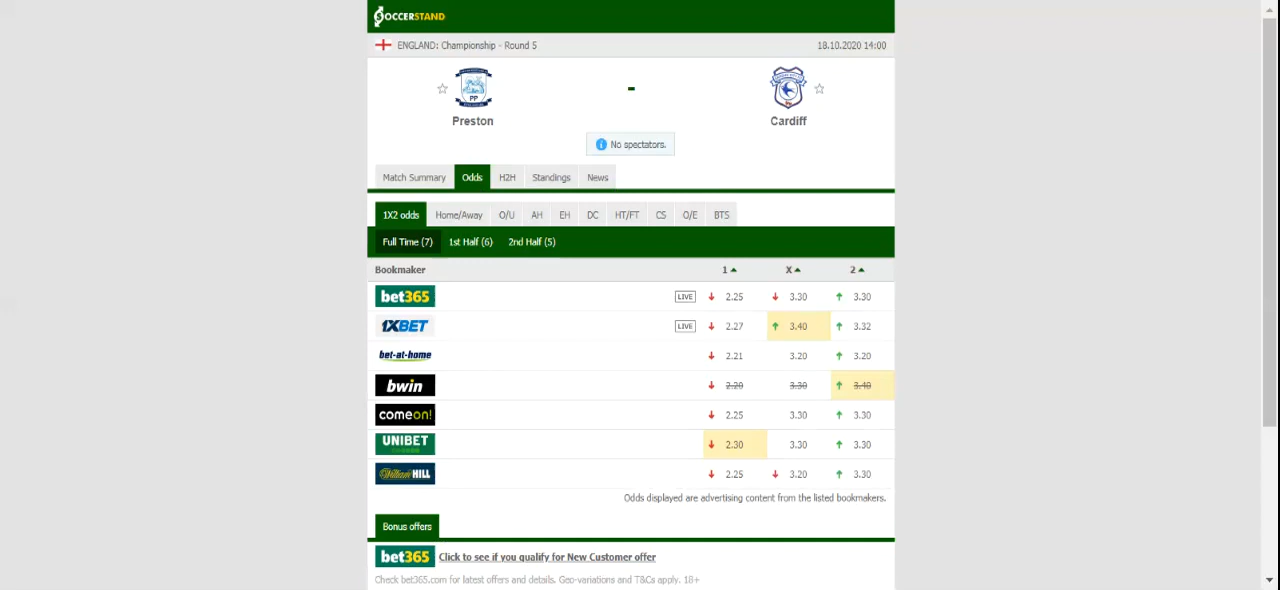 SOCCERSTAND
ENGLAND: Championship - Round 5 18.10.2020 14:00
PP
-
Preston Cardiff
No spectators.
Match Summary Odds H2H Standings News
1X2 odds Home/Away O/U AH EH DC HT/FT CS O/E BTS
Full Time (7) 1st Half (6) 2nd Half (5)
Bookmaker 1 X 2
bet365 LIVE 2.25 3.30 3.30
1XBET LIVE 2.27 3.40 3.32
bet-at-home 2.21 3.20 3.20
bwin 2.20 3.30 3.40
comeon! 2.25 3.30 3.30
UNIBET 2.30 3.30 3.30
William HILL 2.25 3.20 3.30
Odds displayed are advertising content from the listed bookmakers.
Bonus offers
bet365 Click to see if you qualify for New Customer offer
Check bet365.com for latest offers and details. Geo-variations and T&Cs apply. 18+